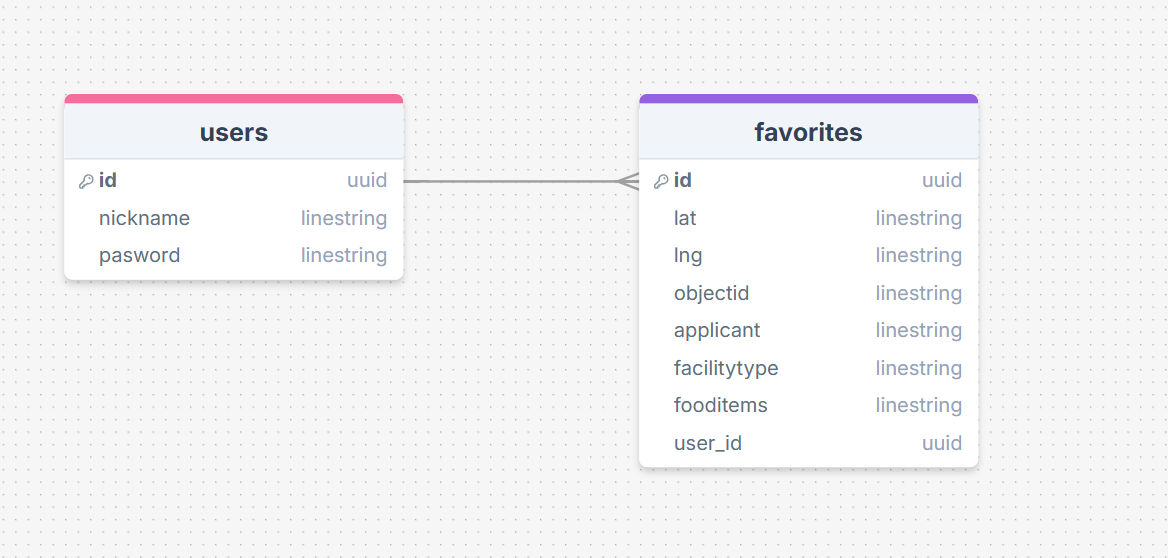 users
id uuid
nickname linestring
pasword linestring
favorites
id uuid
lat linestring
lng linestring
objectid linestring
applicant linestring
facilitytype linestring
fooditems linestring
user_id uuid